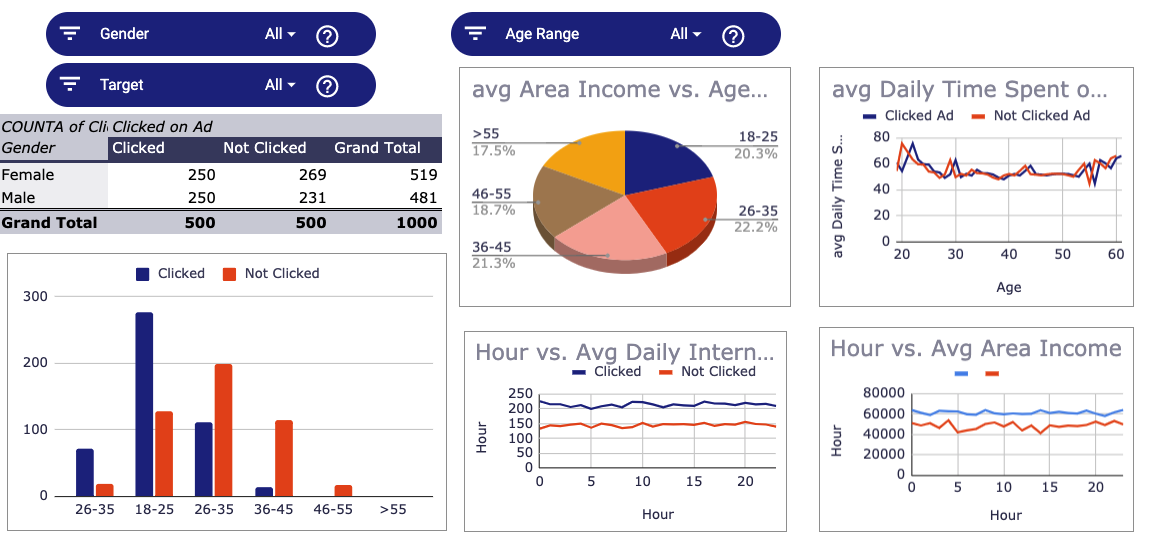 Gender All ?
Target All ?
COUNTA of Cli Clicked on Ad
Gender Clicked Not Clicked Grand Total
Female 250 269 519
Male 250 231 481
Grand Total 500 500 1000
Clicked Not Clicked
300
200
100
0
26-35 18-25 26-35 36-45 46-55 >55
Age Range All ?
avg Area Income vs. Age...
>55
17.5%
18-25
20.3%
46-55
18.7%
26-35
22.2%
36-45
21.3%
avg Daily Time Spent o...
Clicked Ad Not Clicked Ad
avg Daily Time S...
80
60
40
20
0
20 30 40 50 60
Age
Hour vs. Avg Daily Intern...
Clicked Not Clicked
Hour
250
200
150
100
50
0
0 5 10 15 20
Hour
Hour vs. Avg Area Income
Hour
80000
60000
40000
20000
0
0 5 10 15 20
Hour